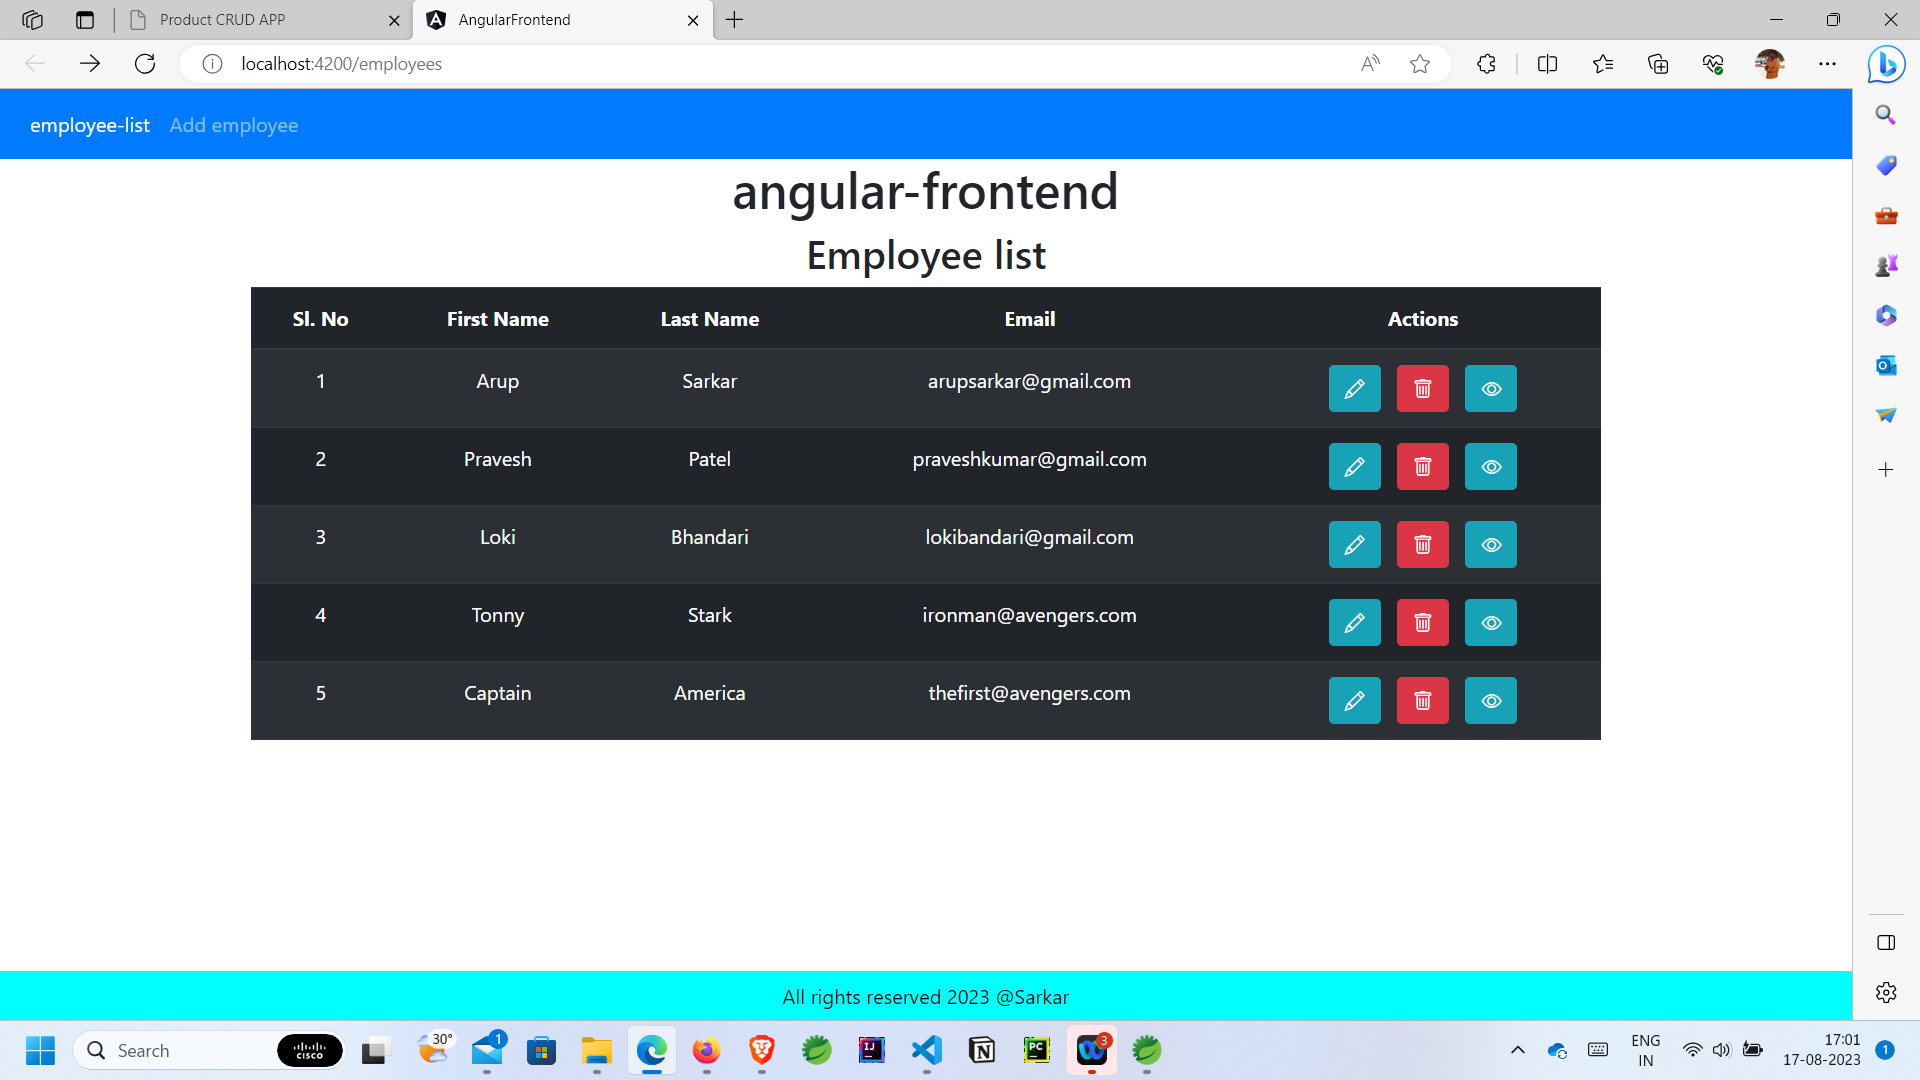 Product CRUD APP
AngularFrontend
localhost:4200/employees
employee-list Add employee
angular-frontend
Employee list
Sl. No First Name Last Name Email Actions
1 Arup Sarkar arupsarkar@gmail.com
2 Pravesh Patel praveshkumar@gmail.com
3 Loki Bhandari lokibandari@gmail.com
4 Tonny Stark ironman@avengers.com
5 Captain America thefirst@avengers.com
All rights reserved 2023 @Sarkar
Search
cisco
30°
1
IJ
N
PC
3
ENG
IN
17:01
17-08-2023
1